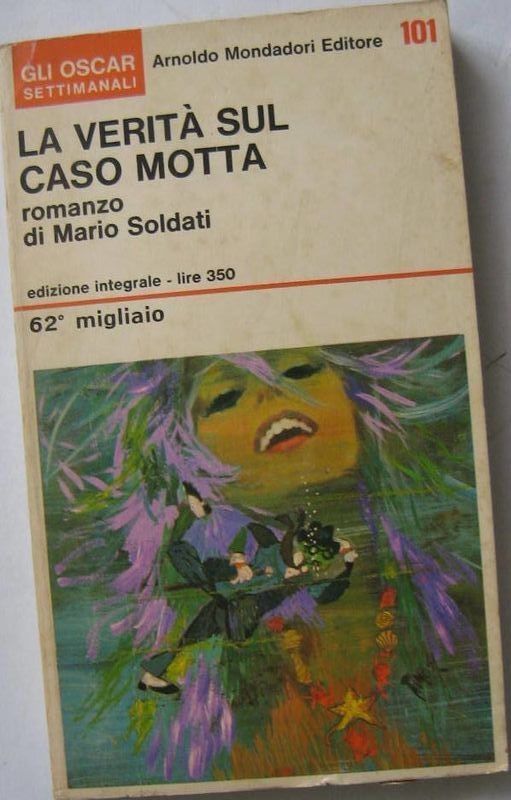 GLI OSCAR
SETTIMANALI
Arnoldo Mondadori Editore
101
LA VERITÀ SUL
CASO MOTTA
romanzo
di Mario Soldati
edizione integrale - lire 350
62° migliaio